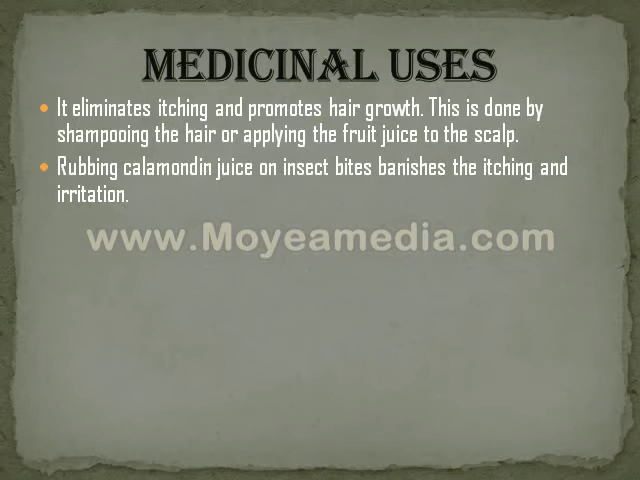 MEDICINAL USES
• It eliminates itching and promotes hair growth. This is done by
shampooing the hair or applying the fruit juice to the scalp.
• Rubbing calamondin juice on insect bites banishes the itching and
irritation.
www.Moyeamedia.com